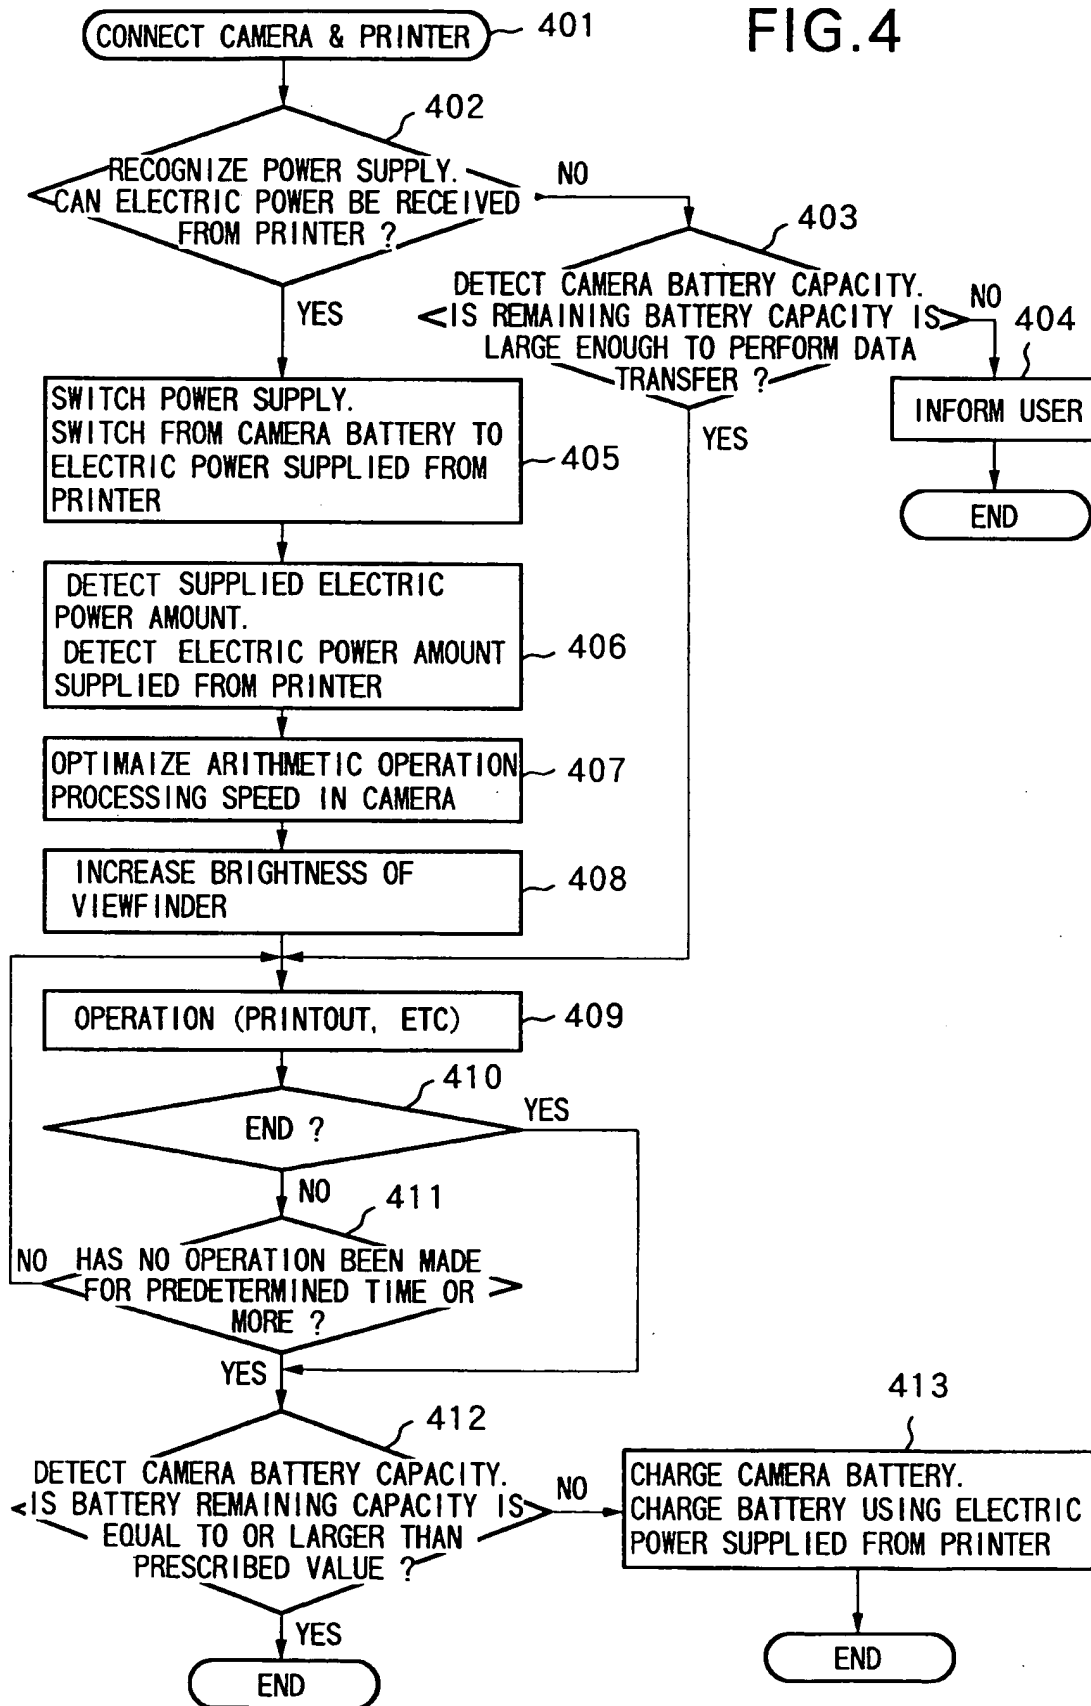 FIG.4
CONNECT CAMERA & PRINTER
401
402
RECOGNIZE POWER SUPPLY.
CAN ELECTRIC POWER BE RECEIVED
FROM PRINTER ?
NO
YES
403
DETECT CAMERA BATTERY CAPACITY.
IS REMAINING BATTERY CAPACITY IS
LARGE ENOUGH TO PERFORM DATA
TRANSFER ?
NO
YES
404
INFORM USER
END
SWITCH POWER SUPPLY.
SWITCH FROM CAMERA BATTERY TO
ELECTRIC POWER SUPPLIED FROM
PRINTER
405
DETECT SUPPLIED ELECTRIC
POWER AMOUNT.
DETECT ELECTRIC POWER AMOUNT
SUPPLIED FROM PRINTER
406
OPTIMAIZE ARITHMETIC OPERATION
PROCESSING SPEED IN CAMERA
407
INCREASE BRIGHTNESS OF
VIEWFINDER
408
OPERATION (PRINTOUT, ETC)
409
410
END ?
YES
NO
411
HAS NO OPERATION BEEN MADE
FOR PREDETERMINED TIME OR
MORE ?
NO
YES
412
DETECT CAMERA BATTERY CAPACITY.
IS BATTERY REMAINING CAPACITY IS
EQUAL TO OR LARGER THAN
PRESCRIBED VALUE ?
NO
YES
END
413
CHARGE CAMERA BATTERY.
CHARGE BATTERY USING ELECTRIC
POWER SUPPLIED FROM PRINTER
END